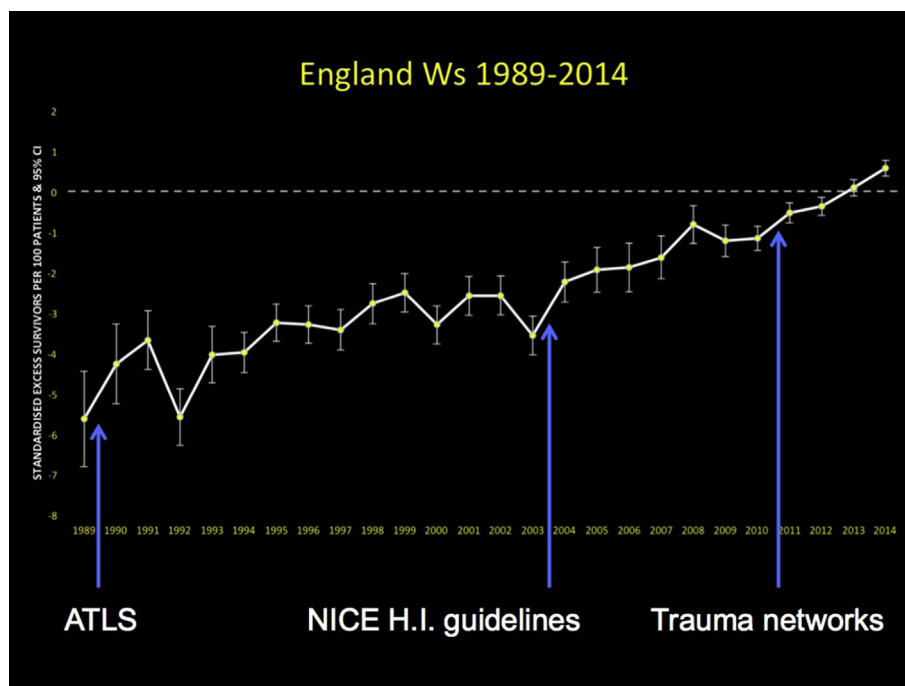 England Ws 1989-2014
STANDARDISED EXCESS SURVIVORS PER 100 PATIENTS & 95% CI
2
1
0
-1
-2
-3
-4
-5
-6
-7
-8
1989 1990 1991 1992 1993 1994 1995 1996 1997 1998 1999 2000 2001 2002 2003 2004 2005 2006 2007 2008 2009 2010 2011 2012 2013 2014
ATLS NICE H.I. guidelines Trauma networks